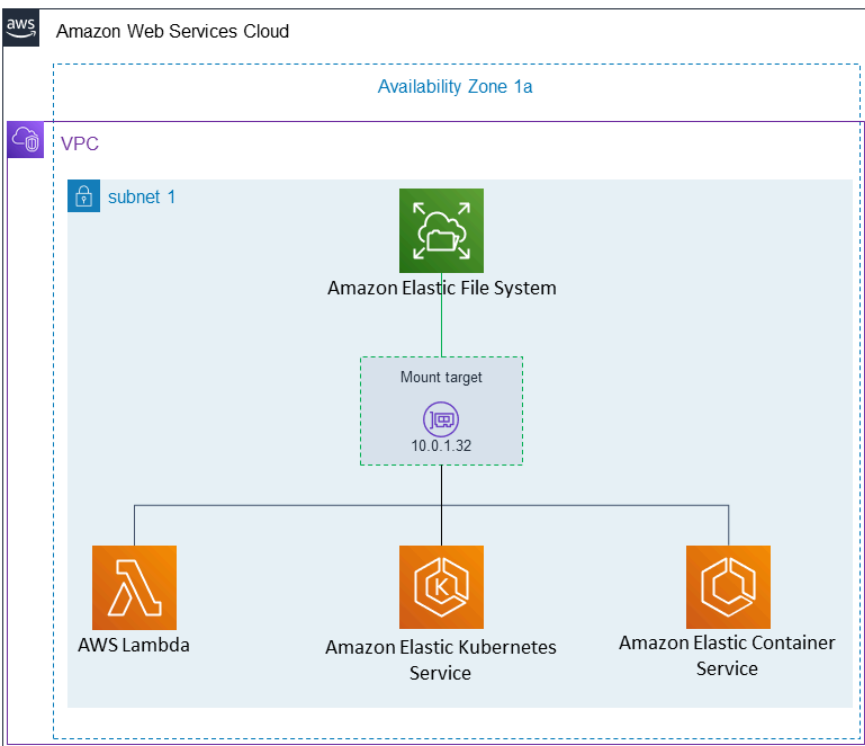 aws
Amazon Web Services Cloud
Availability Zone 1a
VPC
subnet 1
Amazon Elastic File System
Mount target
10.0.1.32
AWS Lambda
Amazon Elastic Kubernetes
Service
K
Amazon Elastic Container
Service